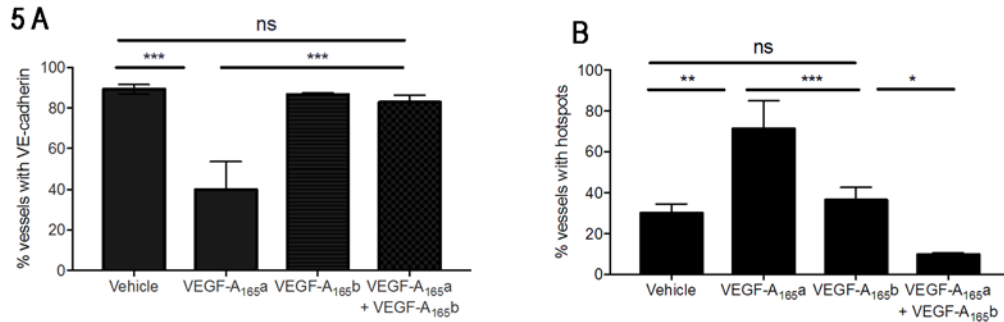 5 A
ns
***
***
100
80
60
40
20
0
% vessels with VE-cadherin
Vehicle
VEGF-A165a
VEGF-A165b
VEGF-A165a
+ VEGF-A165b
B
ns
**
***
*
100
80
60
40
20
0
% vessels with hotspots
Vehicle
VEGF-A165a
VEGF-A165b
VEGF-A165a
+ VEGF-A165b